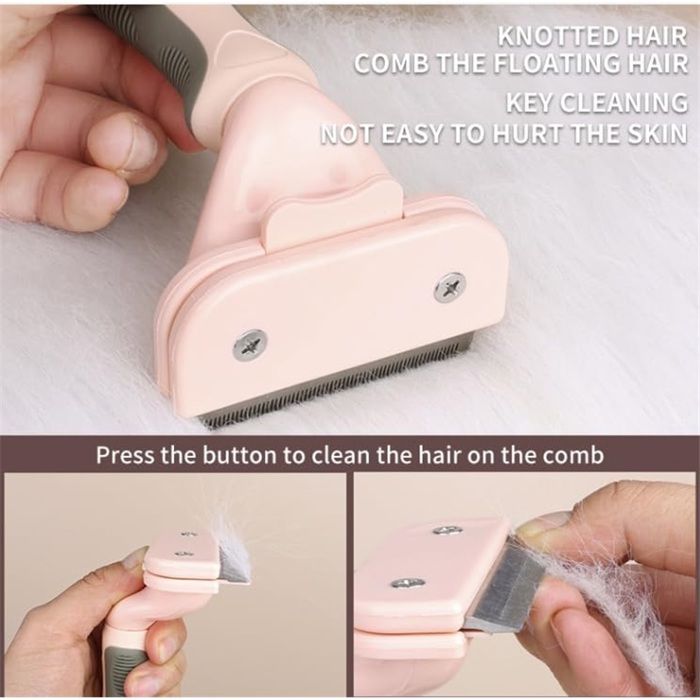 KNOTTED HAIR
COMB THE FLOATING HAIR
KEY CLEANING
NOT EASY TO HURT THE SKIN
Press the button to clean the hair on the comb